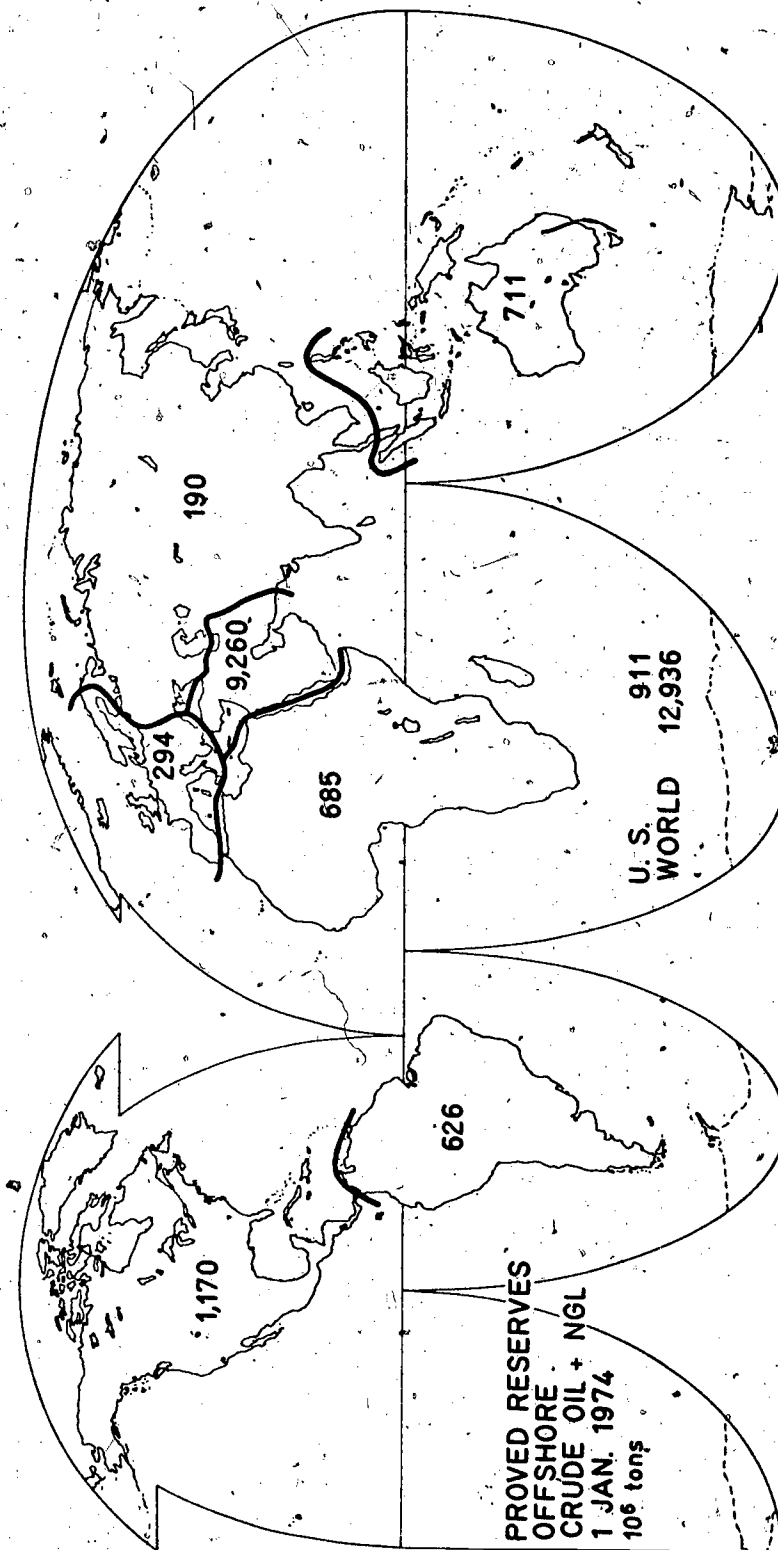 1,170
626
294
9,260
190
685
711
U. S. 911
WORLD 12,936
PROVED RESERVES
OFFSHORE
CRUDE OIL + NGL
1 JAN. 1974
10⁶ tons